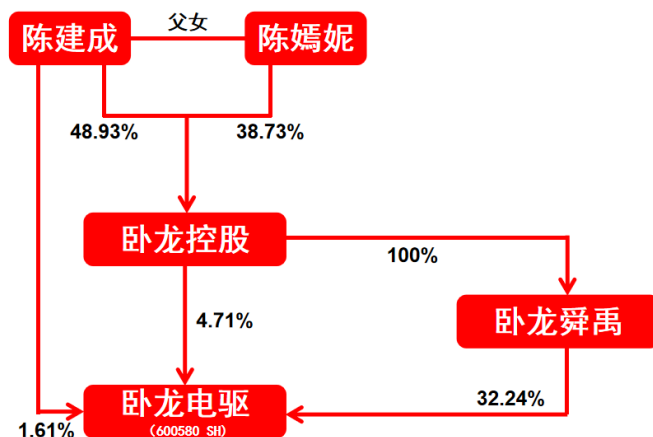 陈建成
父女
陈嫣妮
48.93%
38.73%
卧龙控股
100%
4.71%
卧龙舜禹
卧龙电驱
(600580 SH)
32.24%
1.61%